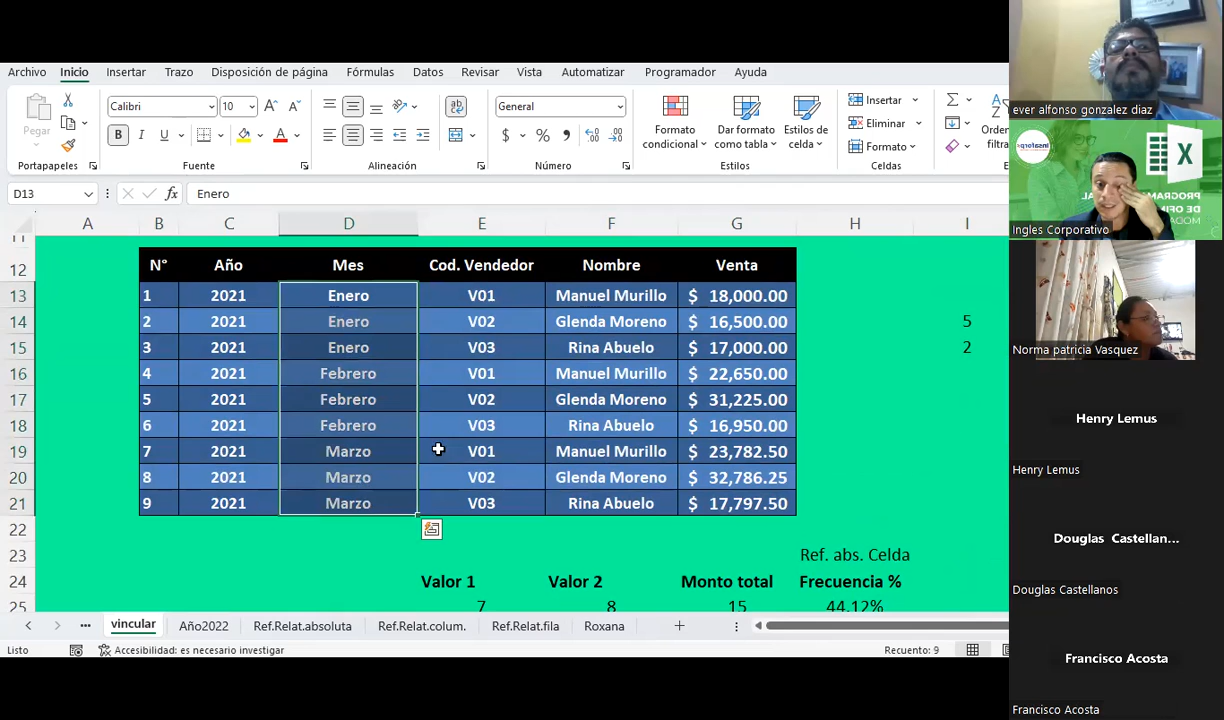 Archivo Inicio Insertar Trazo Disposición de página Fórmulas Datos Revisar Vista Automatizar Programador Ayuda
Calibri 10 General Insertar
Pegar Formato condicional Dar formato como tabla Estilos de celda Eliminar
Formato
Portapapeles Fuente Alineación Número Estilos Celdas
D13 Enero
A B C D E F G H I
12 N° Año Mes Cod. Vendedor Nombre Venta
13 1 2021 Enero V01 Manuel Murillo $ 18,000.00
14 2 2021 Enero V02 Glenda Moreno $ 16,500.00 5
15 3 2021 Enero V03 Rina Abuelo $ 17,000.00 2
16 4 2021 Febrero V01 Manuel Murillo $ 22,650.00
17 5 2021 Febrero V02 Glenda Moreno $ 31,225.00
18 6 2021 Febrero V03 Rina Abuelo $ 16,950.00
19 7 2021 Marzo V01 Manuel Murillo $ 23,782.50
20 8 2021 Marzo V02 Glenda Moreno $ 32,786.25
21 9 2021 Marzo V03 Rina Abuelo $ 17,797.50
22
23 Ref. abs. Celda
24 Valor 1 Valor 2 Monto total Frecuencia %
25 7 8 15 44.12%
vincular Año2022 Ref.Relat.absoluta Ref.Relat.colum. Ref.Relat.fila Roxana
Listo Accesibilidad: es necesario investigar Recuento: 9
ever alfonso gonzalez diaz
Ingles Corporativo
Norma patricia Vasquez
Henry Lemus
Henry Lemus
Douglas Castellan...
Douglas Castellanos
Francisco Acosta
Francisco Acosta